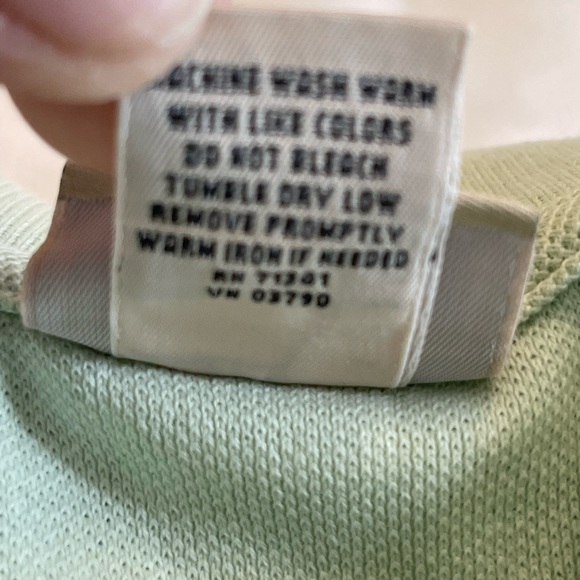 MACHINE WASH WARM
WITH LIKE COLORS
DO NOT BLEACH
TUMBLE DRY LOW
REMOVE PROMPTLY
WARM IRON IF NEEDED
RN 71341
VN 03790